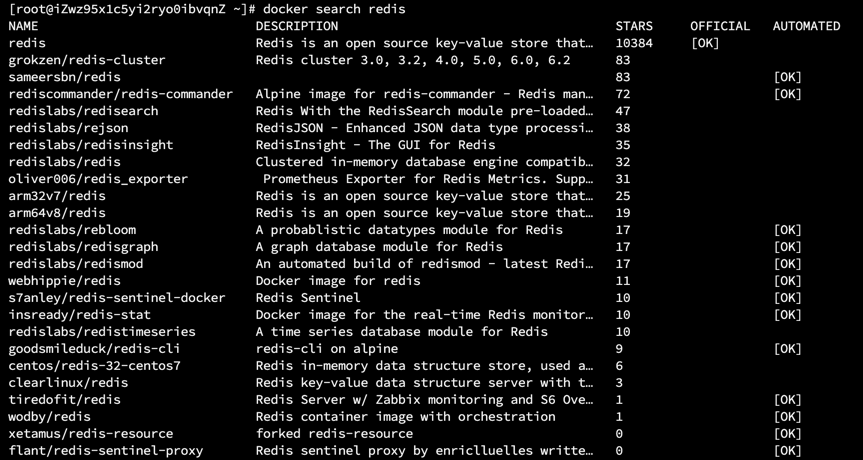 [root@iZwz95x1c5yi2ryo0ibvqnZ ~]# docker search redis
NAME DESCRIPTION STARS OFFICIAL AUTOMATED
redis Redis is an open source key-value store that… 10384 [OK]
grokzen/redis-cluster Redis cluster 3.0, 3.2, 4.0, 5.0, 6.0, 6.2 83
sameersbn/redis 83 [OK]
rediscommander/redis-commander Alpine image for redis-commander - Redis man… 72 [OK]
redislabs/redisearch Redis With the RedisSearch module pre-loaded… 47
redislabs/rejson RedisJSON - Enhanced JSON data type processi… 38
redislabs/redisinsight RedisInsight - The GUI for Redis 35
redislabs/redis Clustered in-memory database engine compatib… 32
oliver006/redis_exporter Prometheus Exporter for Redis Metrics. Supp… 31
arm32v7/redis Redis is an open source key-value store that… 25
arm64v8/redis Redis is an open source key-value store that… 19
redislabs/rebloom A probablistic datatypes module for Redis 17 [OK]
redislabs/redisgraph A graph database module for Redis 17 [OK]
redislabs/redismod An automated build of redismod - latest Redi… 17 [OK]
webhippie/redis Docker image for redis 11 [OK]
s7anley/redis-sentinel-docker Redis Sentinel 10 [OK]
insready/redis-stat Docker image for the real-time Redis monitor… 10 [OK]
redislabs/redistimeseries A time series database module for Redis 10
goodsmileduck/redis-cli redis-cli on alpine 9 [OK]
centos/redis-32-centos7 Redis in-memory data structure store, used a… 6
clearlinux/redis Redis key-value data structure server with t… 3
tiredofit/redis Redis Server w/ Zabbix monitoring and S6 Ove… 1 [OK]
wodby/redis Redis container image with orchestration 1 [OK]
xetamus/redis-resource forked redis-resource 0 [OK]
flant/redis-sentinel-proxy Redis sentinel proxy by enriclluelles writte… 0 [OK]